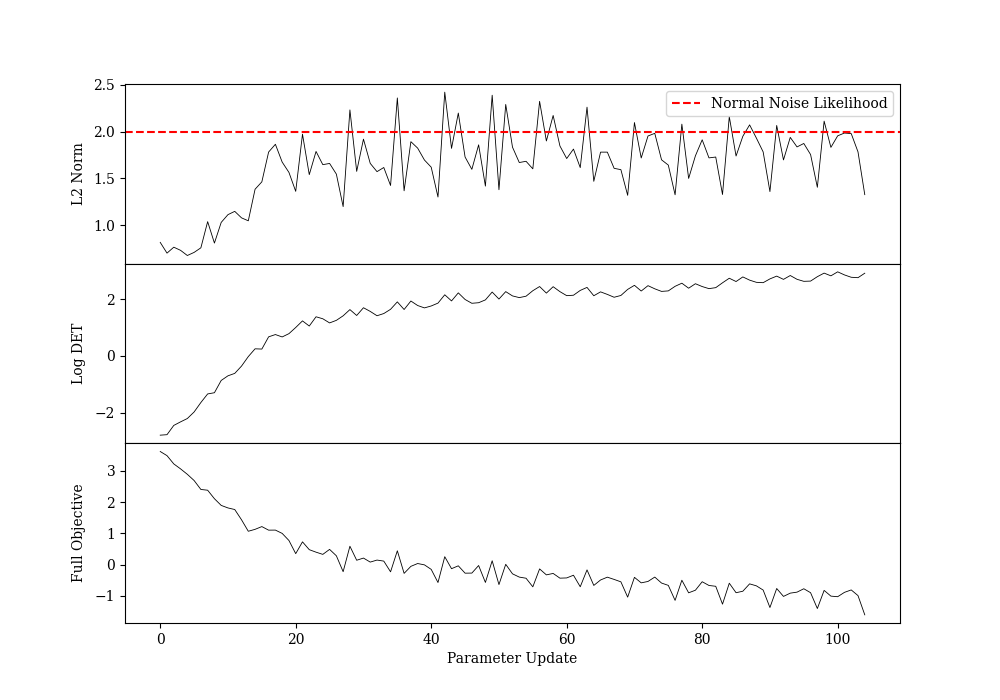 2.5
2.0
1.5
1.0
L2 Norm
Normal Noise Likelihood
2
0
−2
Log DET
3
2
1
0
−1
Full Objective
0 20 40 60 80 100
Parameter Update